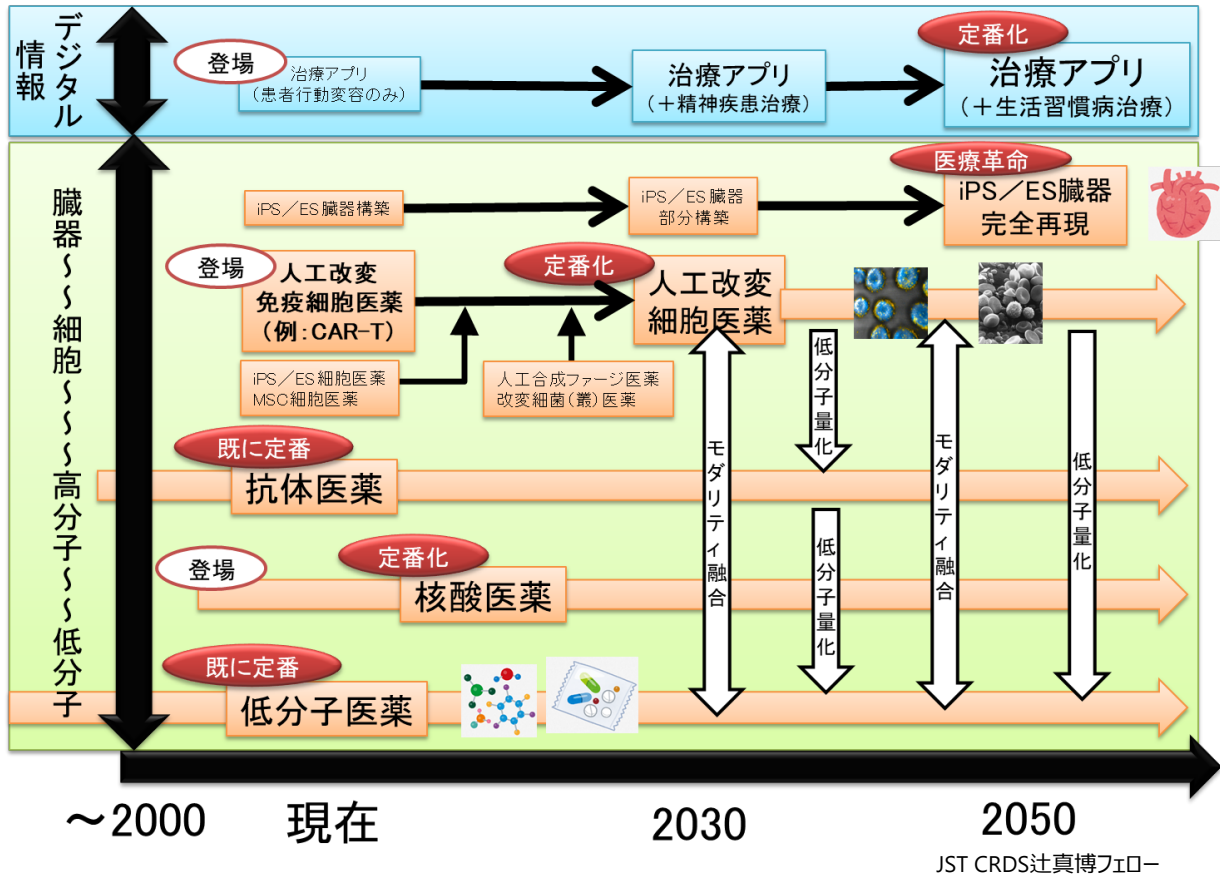 デジタル
情報
登場
治療アプリ
(患者行動変容のみ)
治療アプリ
(＋精神疾患治療)
定番化
治療アプリ
(＋生活習慣病治療)
臓器～～細胞～～～高分子～～低分子
iPS／ES臓器構築
iPS／ES臓器
部分構築
医療革命
iPS／ES臓器
完全再現
登場
人工改変
免疫細胞医薬
(例：CAR-T)
定番化
人工改変
細胞医薬
iPS／ES細胞医薬
MSC細胞医薬
人工合成ファージ医薬
改変細菌(叢)医薬
モダリティ融合
低分子量化
低分子量化
モダリティ融合
低分子量化
既に定番
抗体医薬
登場
定番化
核酸医薬
既に定番
低分子医薬
～2000
現在
2030
2050
JST CRDS辻真博フェロー